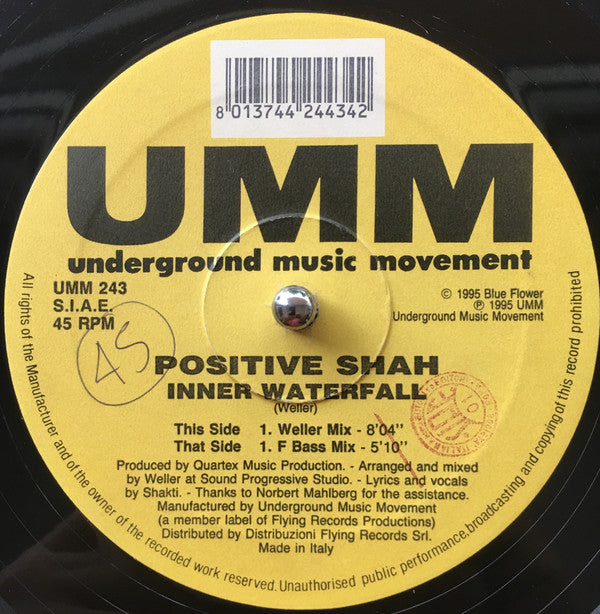 8 013744 244342
UMM
underground music movement
UMM 243
S.I.A.E.
45 RPM
© 1995 Blue Flower
℗ 1995 UMM
Underground Music Movement
45
POSITIVE SHAH
INNER WATERFALL
(Weller)
This Side 1. Weller Mix - 8'04"
That Side 1. F Bass Mix - 5'10"
Produced by Quartex Music Production. - Arranged and mixed
by Weller at Sound Progressive Studio. - Lyrics and vocals
by Shakti. - Thanks to Norbert Mahlberg for the assistance.
Manufactured by Underground Music Movement
(a member label of Flying Records Productions)
Distributed by Distribuzioni Flying Records Srl.
Made in Italy
All rights of the Manufacturer and of the owner of the recorded work reserved. Unauthorised public performance, broadcasting and copying of this record prohibited